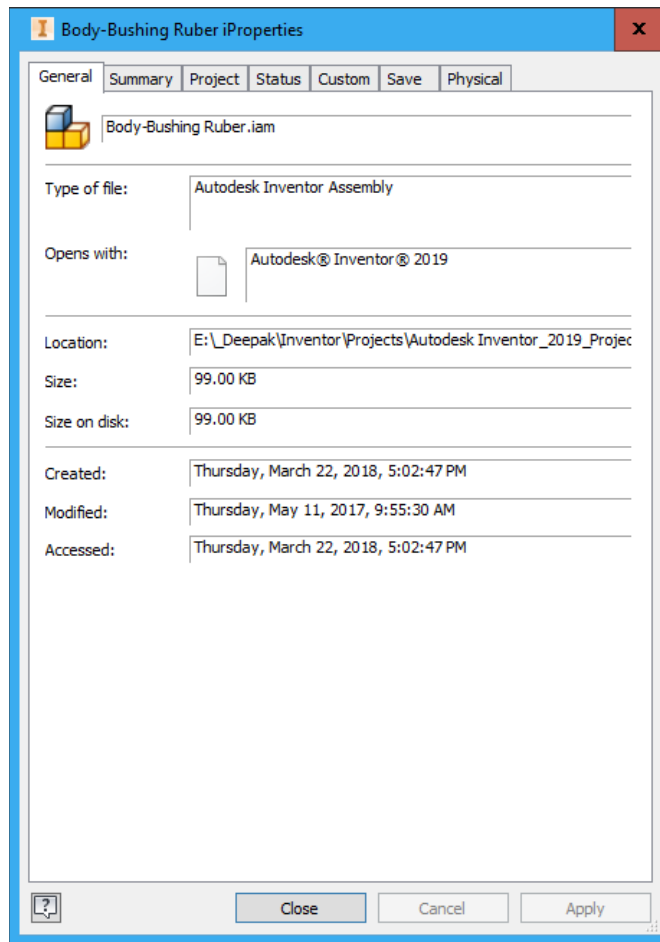 Body-Bushing Ruber iProperties
x
General Summary Project Status Custom Save Physical
Body-Bushing Ruber.iam
Type of file: Autodesk Inventor Assembly
Opens with: Autodesk® Inventor® 2019
Location: E:\_Deepak\Inventor\Projects\Autodesk Inventor_2019_Projec
Size: 99.00 KB
Size on disk: 99.00 KB
Created: Thursday, March 22, 2018, 5:02:47 PM
Modified: Thursday, May 11, 2017, 9:55:30 AM
Accessed: Thursday, March 22, 2018, 5:02:47 PM
? Close Cancel Apply